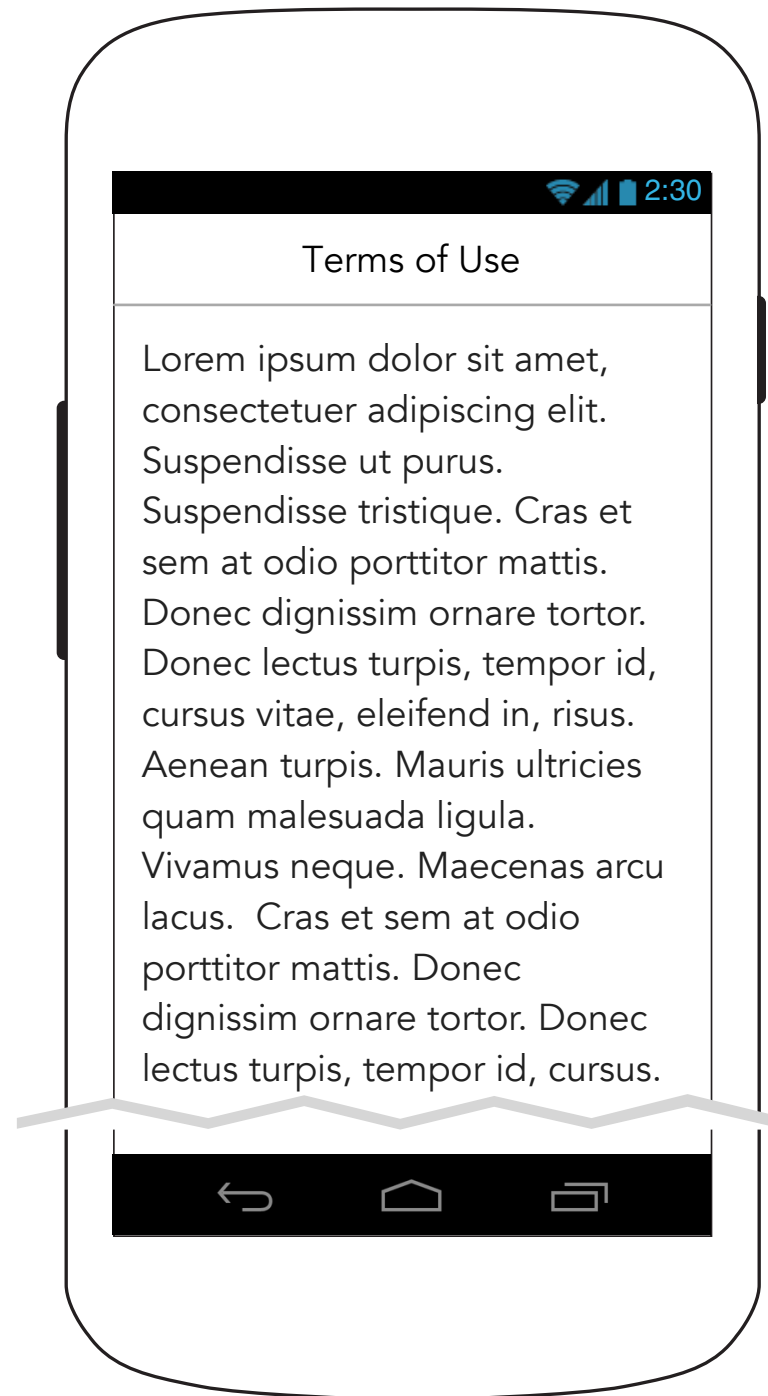 2:30
Terms of Use
Lorem ipsum dolor sit amet,
consectetuer adipiscing elit.
Suspendisse ut purus.
Suspendisse tristique. Cras et
sem at odio porttitor mattis.
Donec dignissim ornare tortor.
Donec lectus turpis, tempor id,
cursus vitae, eleifend in, risus.
Aenean turpis. Mauris ultricies
quam malesuada ligula.
Vivamus neque. Maecenas arcu
lacus.  Cras et sem at odio
porttitor mattis. Donec
dignissim ornare tortor. Donec
lectus turpis, tempor id, cursus.